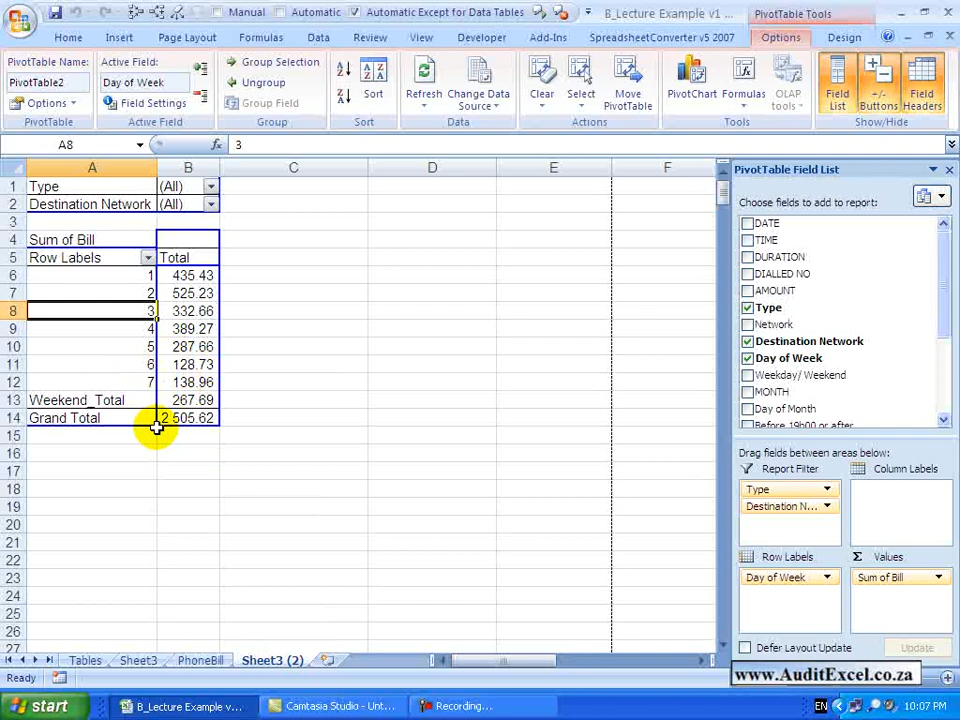 Manual Automatic Automatic Except for Data Tables B_Lecture Example v1 ... PivotTable Tools
Home Insert Page Layout Formulas Data Review View Developer Add-Ins SpreadsheetConverter v5 2007 Options Design
PivotTable Name:
PivotTable2
Options
PivotTable
Active Field:
Day of Week
Field Settings
Active Field
Group Selection
Ungroup
Group Field
Group
Sort
Sort
Refresh
Change Data
Source
Data
Clear
Select
Move
PivotTable
Actions
PivotChart
Formulas
OLAP
tools
Tools
Field
List
+/-
Buttons
Field
Headers
Show/Hide
A8 fx 3
A B C D E F
1 Type (All)
2 Destination Network (All)
3
4 Sum of Bill
5 Row Labels Total
6 1 435.43
7 2 525.23
8 3 332.66
9 4 389.27
10 5 287.66
11 6 128.73
12 7 138.96
13 Weekend_Total 267.69
14 Grand Total 2 505.62
15
16
17
18
19
20
21
22
23
24
25
26
27
PivotTable Field List
Choose fields to add to report:
DATE
TIME
DURATION
DIALLED NO
AMOUNT
Type
Network
Destination Network
Day of Week
Weekday/ Weekend
MONTH
Day of Month
Before 19h00 or after
Drag fields between areas below:
Report Filter Column Labels
Type
Destination N...
Row Labels Σ Values
Day of Week Sum of Bill
Defer Layout Update Update
Tables Sheet3 PhoneBill Sheet3 (2)
Ready
www.AuditExcel.co.za
start B_Lecture Example v... Camtasia Studio - Unt... Recording... EN 10:07 PM